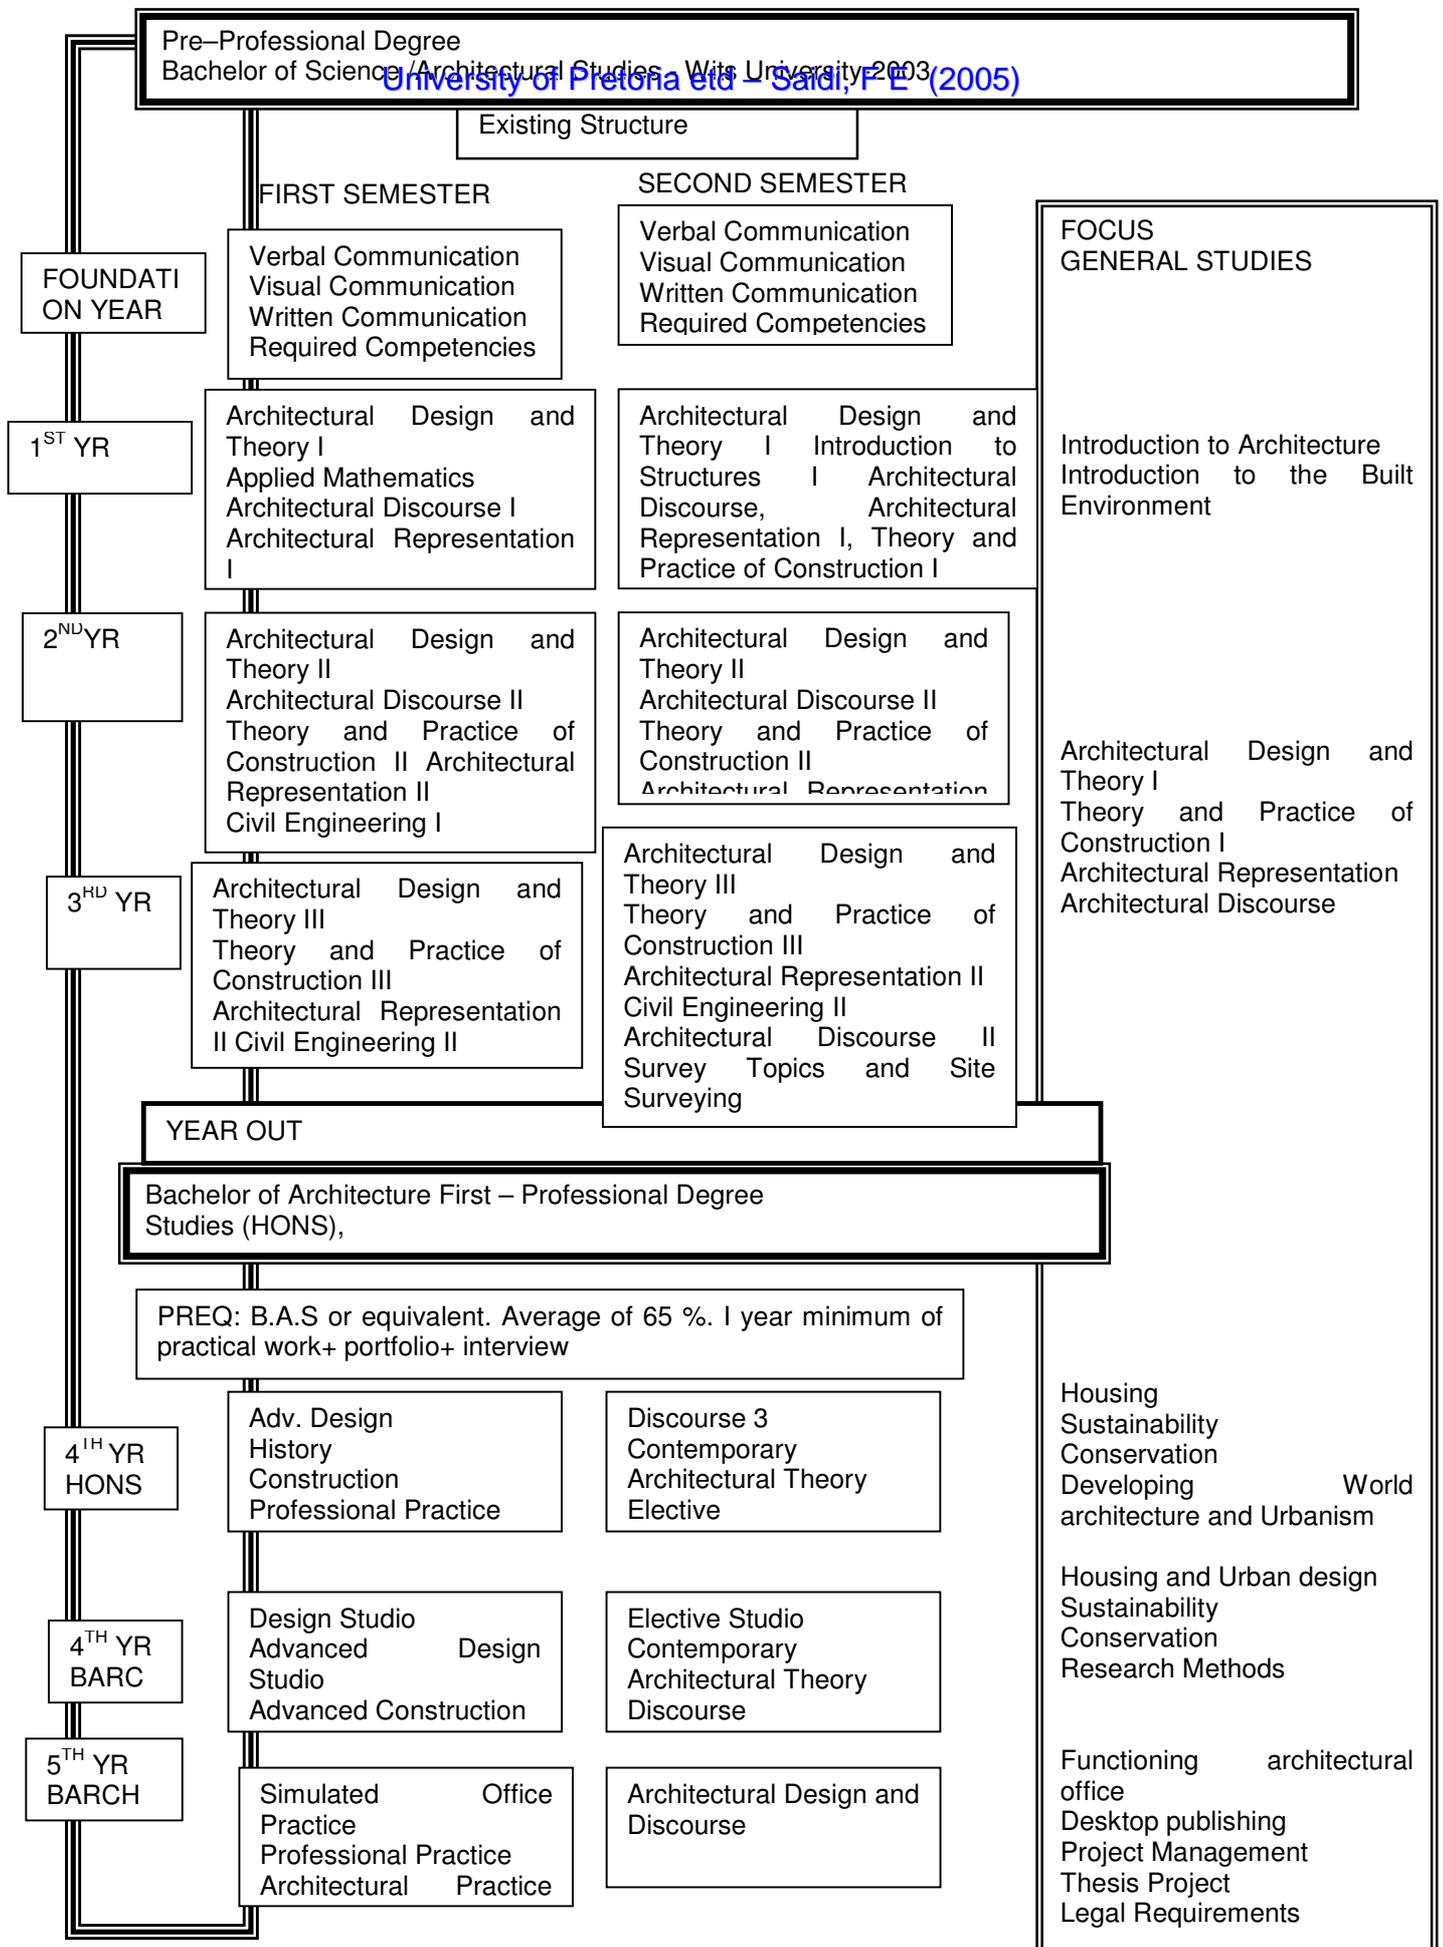 Pre–Professional Degree
Bachelor of Science /Architectural Studies - Wits University 2003
University of Pretoria etd – Saidi, F E (2005)
Existing Structure
FIRST SEMESTER
SECOND SEMESTER
FOUNDATI
ON YEAR
Verbal Communication
Visual Communication
Written Communication
Required Competencies
Verbal Communication
Visual Communication
Written Communication
Required Competencies
FOCUS
GENERAL STUDIES
1ST YR
Architectural Design and
Theory I
Applied Mathematics
Architectural Discourse I
Architectural Representation
I
Architectural Design and
Theory I Introduction to
Structures I Architectural
Discourse, Architectural
Representation I, Theory and
Practice of Construction I
Introduction to Architecture
Introduction to the Built
Environment
2ND YR
Architectural Design and
Theory II
Architectural Discourse II
Theory and Practice of
Construction II Architectural
Representation II
Civil Engineering I
Architectural Design and
Theory II
Architectural Discourse II
Theory and Practice of
Construction II
Architectural Representation
Architectural Design and
Theory I
Theory and Practice of
Construction I
Architectural Representation
Architectural Discourse
3RD YR
Architectural Design and
Theory III
Theory and Practice of
Construction III
Architectural Representation
II Civil Engineering II
Architectural Design and
Theory III
Theory and Practice of
Construction III
Architectural Representation II
Civil Engineering II
Architectural Discourse II
Survey Topics and Site
Surveying
YEAR OUT
Bachelor of Architecture First – Professional Degree
Studies (HONS),
PREQ: B.A.S or equivalent. Average of 65 %. I year minimum of
practical work+ portfolio+ interview
4TH YR
HONS
Adv. Design
History
Construction
Professional Practice
Discourse 3
Contemporary
Architectural Theory
Elective
Housing
Sustainability
Conservation
Developing World
architecture and Urbanism
4TH YR
BARC
Design Studio
Advanced Design
Studio
Advanced Construction
Elective Studio
Contemporary
Architectural Theory
Discourse
Housing and Urban design
Sustainability
Conservation
Research Methods
5TH YR
BARCH
Simulated Office
Practice
Professional Practice
Architectural Practice
Architectural Design and
Discourse
Functioning architectural
office
Desktop publishing
Project Management
Thesis Project
Legal Requirements